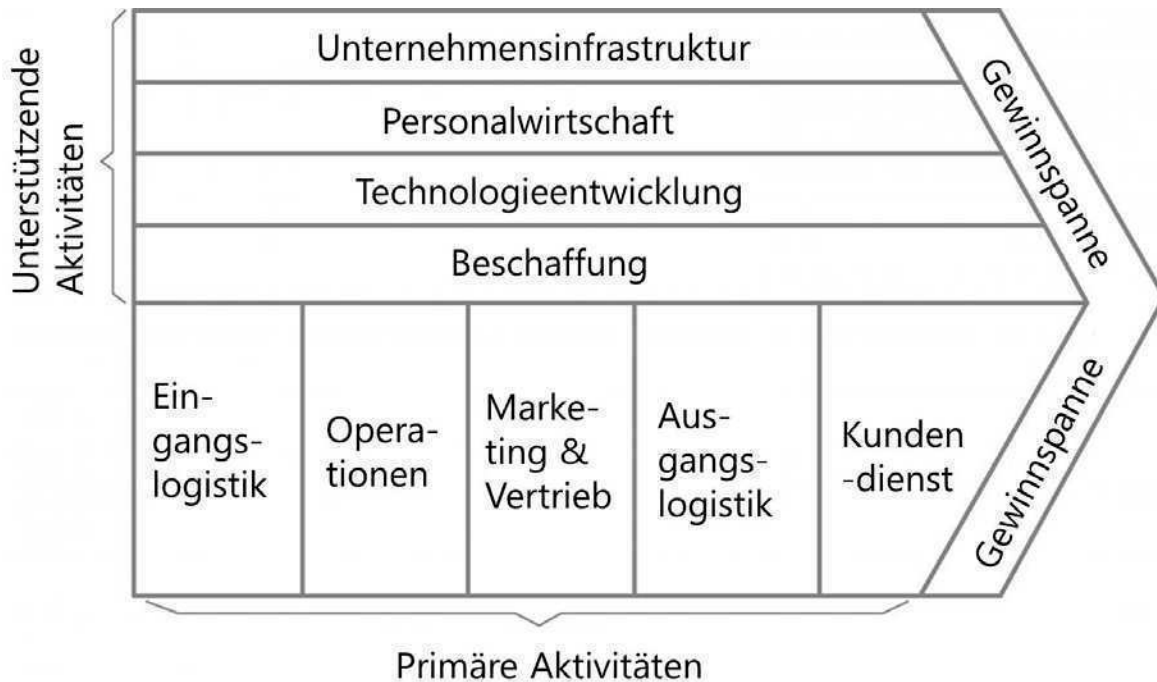 Unterstützende
Aktivitäten
Unternehmensinfrastruktur
Personalwirtschaft
Technologieentwicklung
Beschaffung
Gewinnspanne
Ein-
gangs-
logistik
Opera-
tionen
Marke-
ting &
Vertrieb
Aus-
gangs-
logistik
Kunden
-dienst
Gewinnspanne
Primäre Aktivitäten